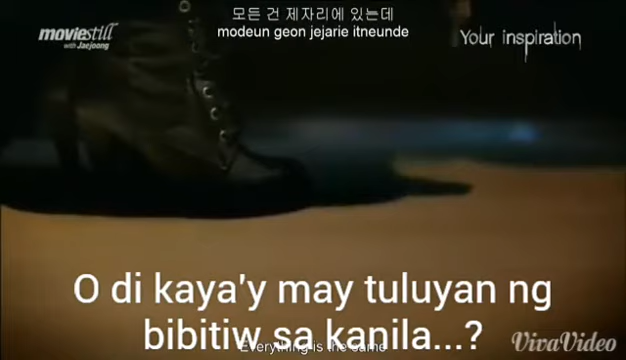 모든 건 제자리에 있는데
modeun geon jejarie itneunde
moviestill
with Jaejoong
Your inspiration
O di kaya'y may tuluyan ng
bibitiw sa kanila...?
Everything is the same
VivaVideo